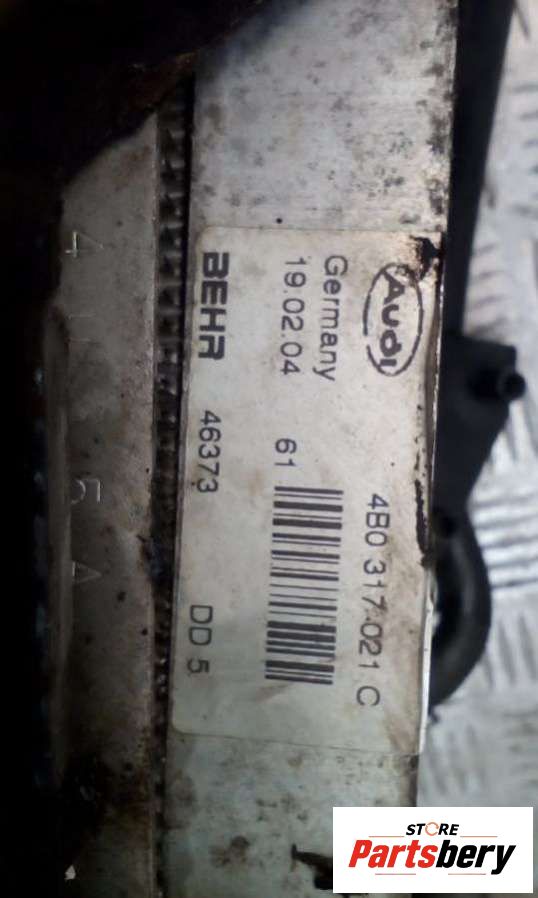 Audi 4B0 317 021 C
Germany
19.02.04 61
BEHR 46373 DD 5
STORE
Partsbery